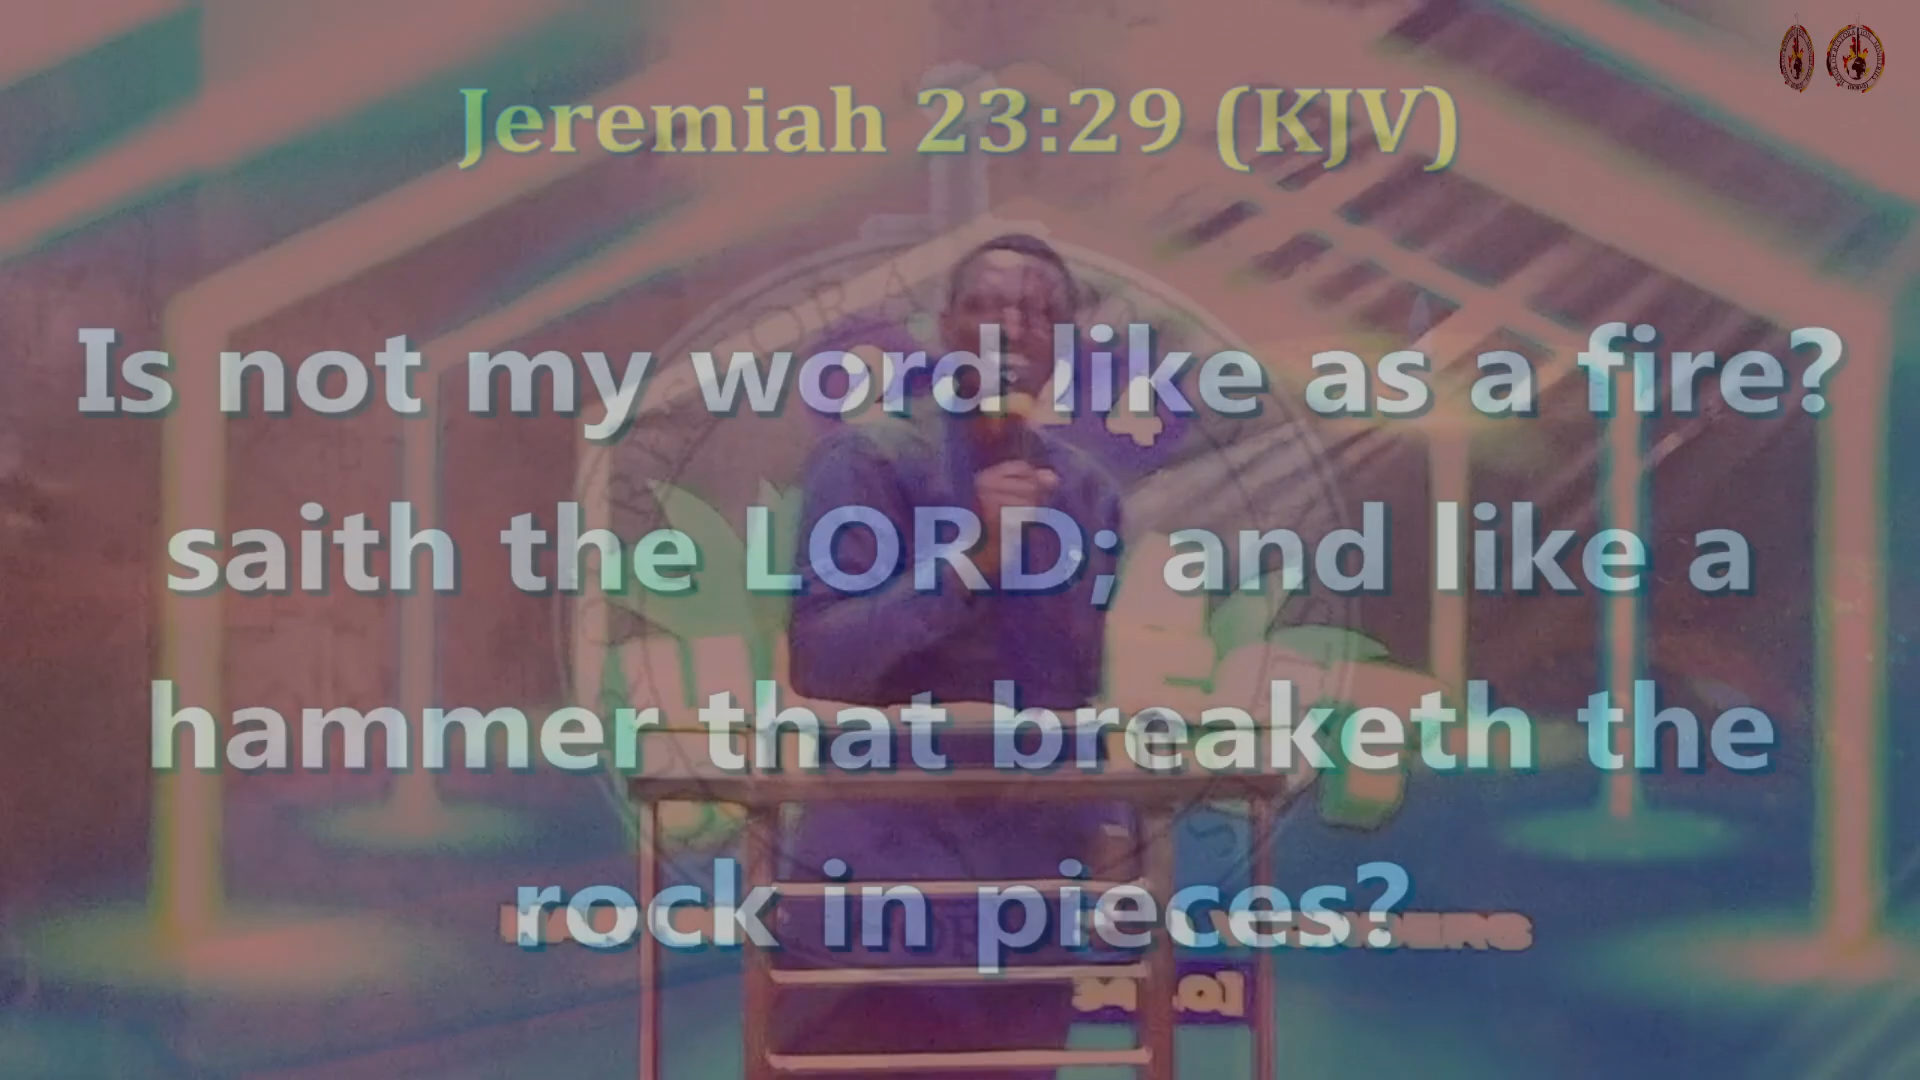 Jeremiah 23:29 (KJV)
Is not my word like as a fire?
saith the LORD; and like a
hammer that breaketh the
rock in pieces?